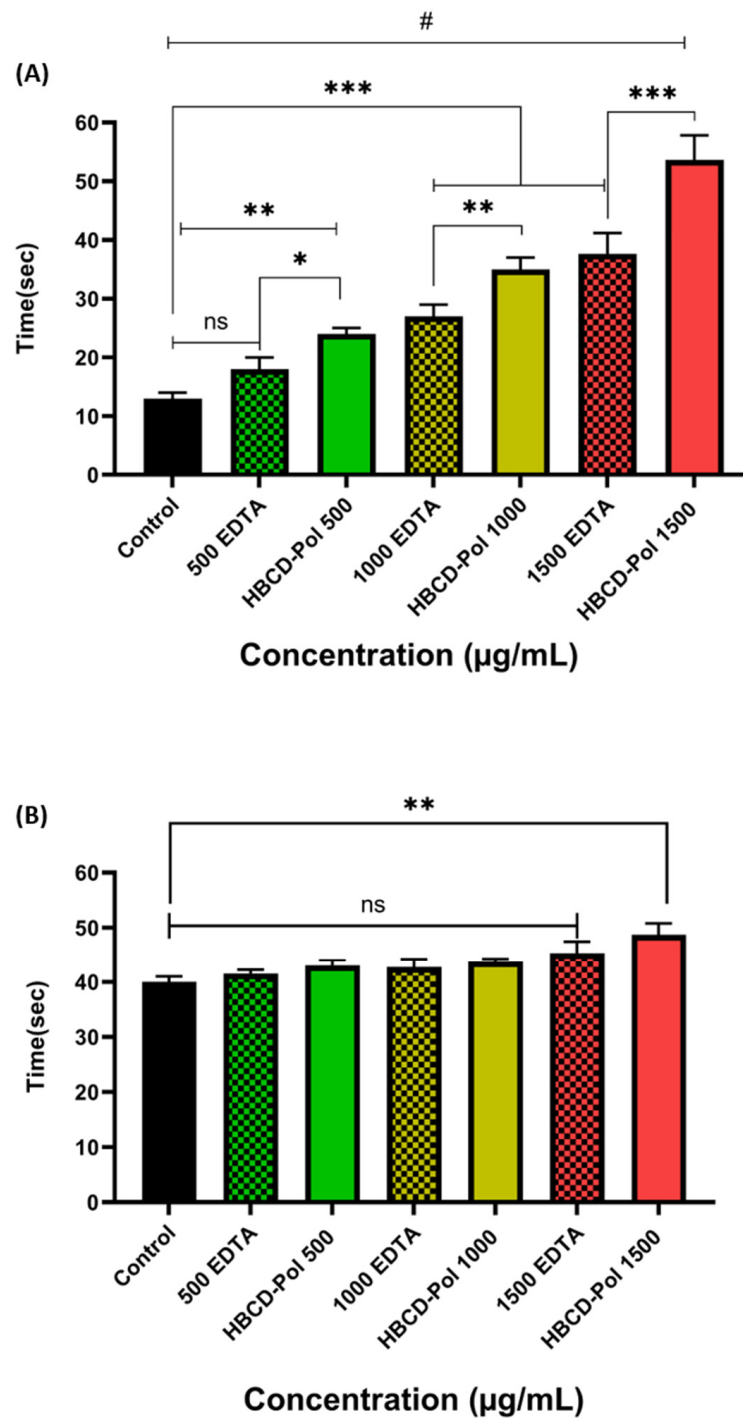 #
(A)
***
***
60
50
**
**
40
*
30
ns
20
10
0
Time(sec)
Control
500 EDTA
HBCD-Pol 500
1000 EDTA
HBCD-Pol 1000
1500 EDTA
HBCD-Pol 1500
Concentration (µg/mL)
(B)
**
60
ns
50
40
30
20
10
0
Time(sec)
Control
500 EDTA
HBCD-Pol 500
1000 EDTA
HBCD-Pol 1000
1500 EDTA
HBCD-Pol 1500
Concentration (µg/mL)